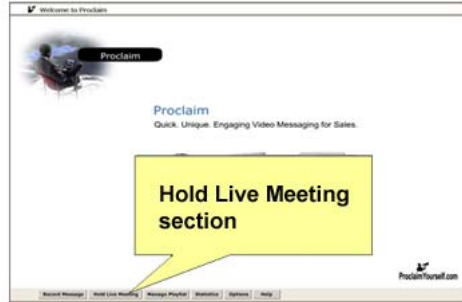 Welcome to Proclaim
Proclaim
Proclaim
Quick. Unique. Engaging Video Messaging for Sales.
Hold Live Meeting
section
ProclaimYourself.com
Record Message Hold Live Meeting Manage Playlist Statistics Options Help